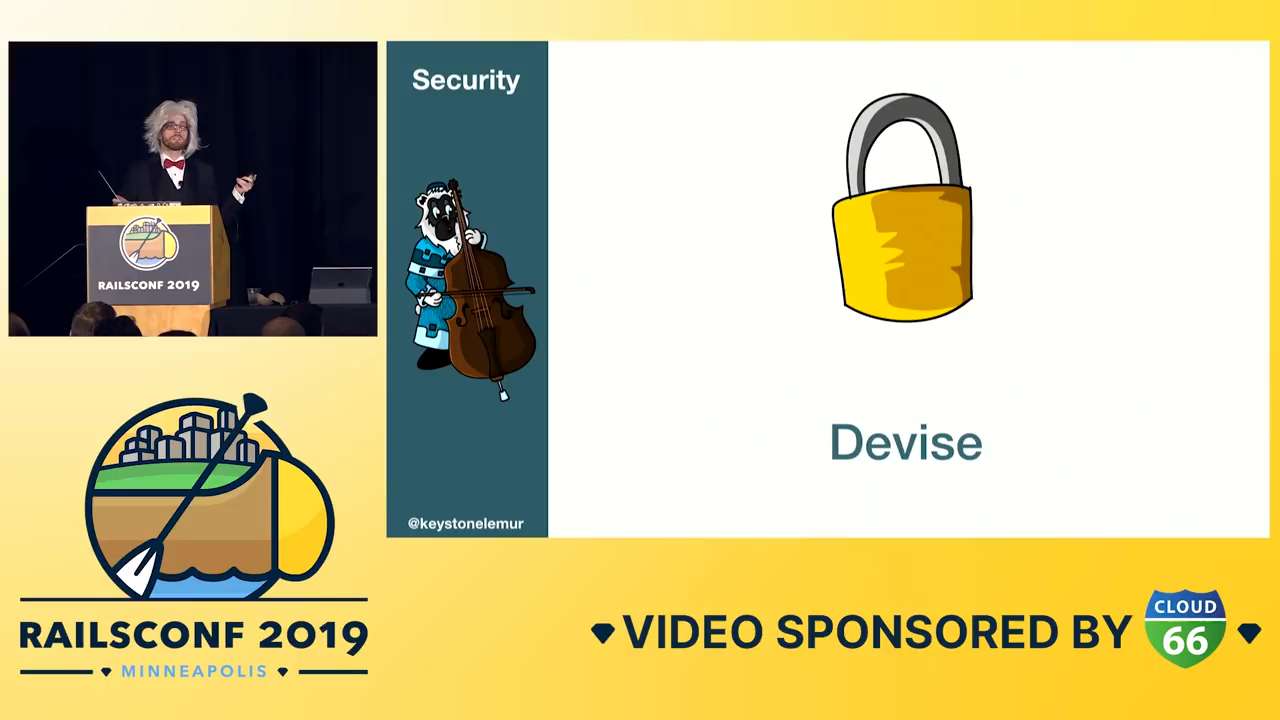 Security
@keystonelemur
Devise
RAILSCONF 2019
RAILSCONF 2019
MINNEAPOLIS
VIDEO SPONSORED BY
CLOUD
66